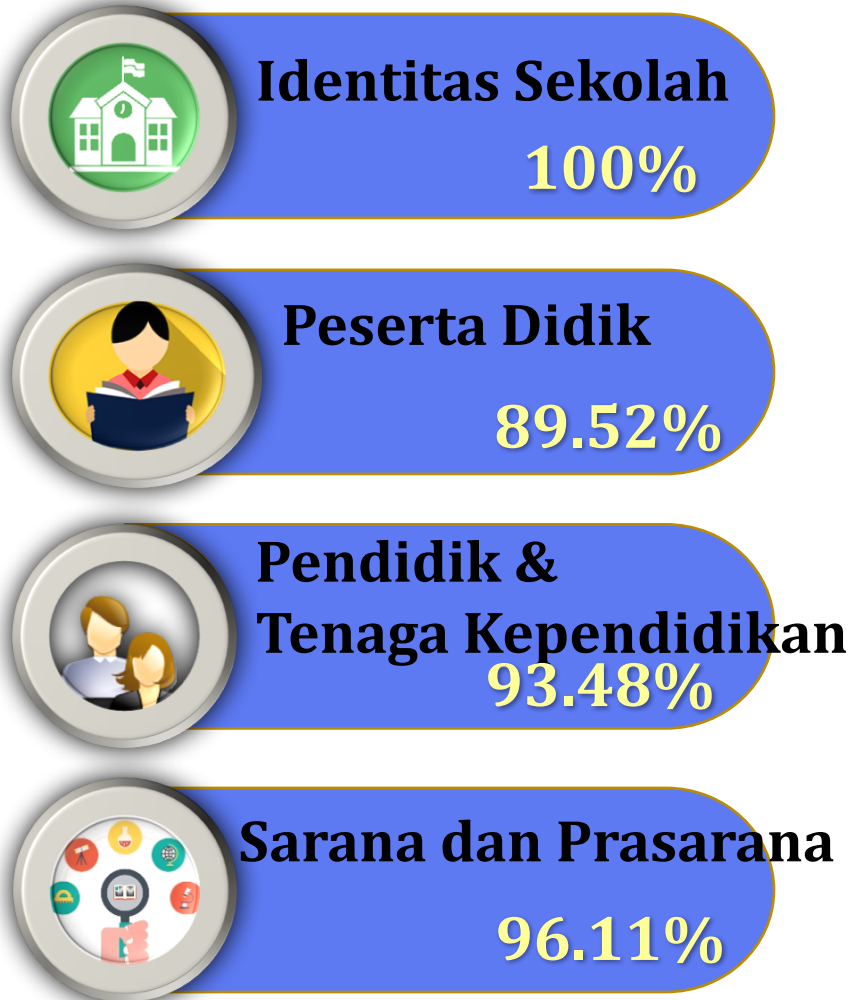 Identitas Sekolah
100%
Peserta Didik
89.52%
Pendidik &
Tenaga Kependidikan
93.48%
Sarana dan Prasarana
96.11%